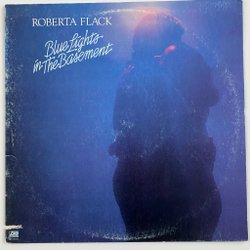 ROBERTA FLACK
Blue Lights
in The Basement